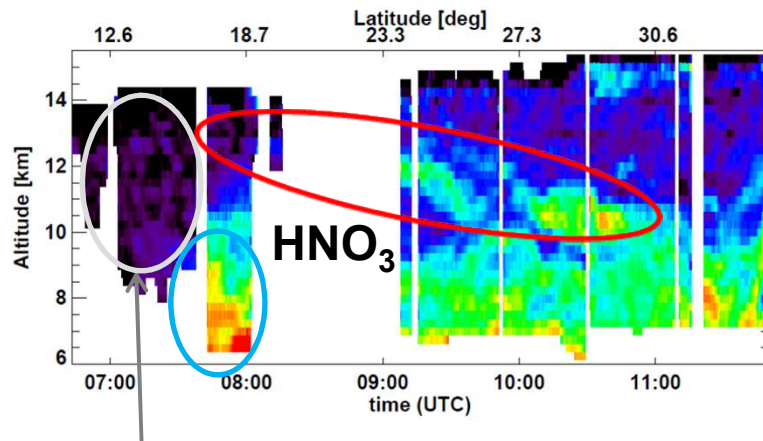 Latitude [deg]
12.6 18.7 23.3 27.3 30.6
14
12
10
8
6
Altitude [km]
HNO₃
07:00 08:00 09:00 10:00 11:00
time (UTC)